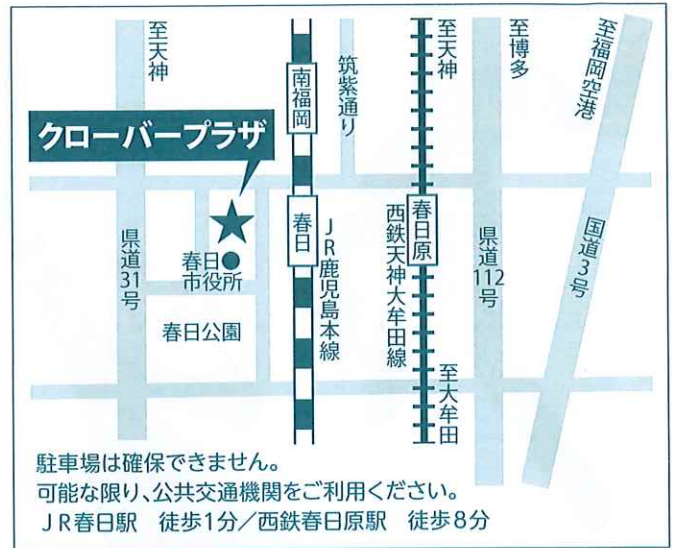 至天神
南福岡
筑紫通り
至天神
至博多
至福岡空港
クローバープラザ
春日
春日原
県道31号
春日
市役所
JR鹿児島本線
西鉄天神大牟田線
県道112号
国道3号
春日公園
至大牟田
駐車場は確保できません。
可能な限り、公共交通機関をご利用ください。
JR春日駅　徒歩1分／西鉄春日原駅　徒歩8分